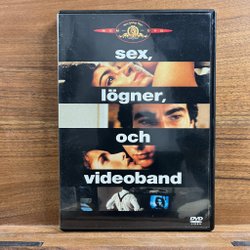 sex,
lögner,
och
videoband
DVD